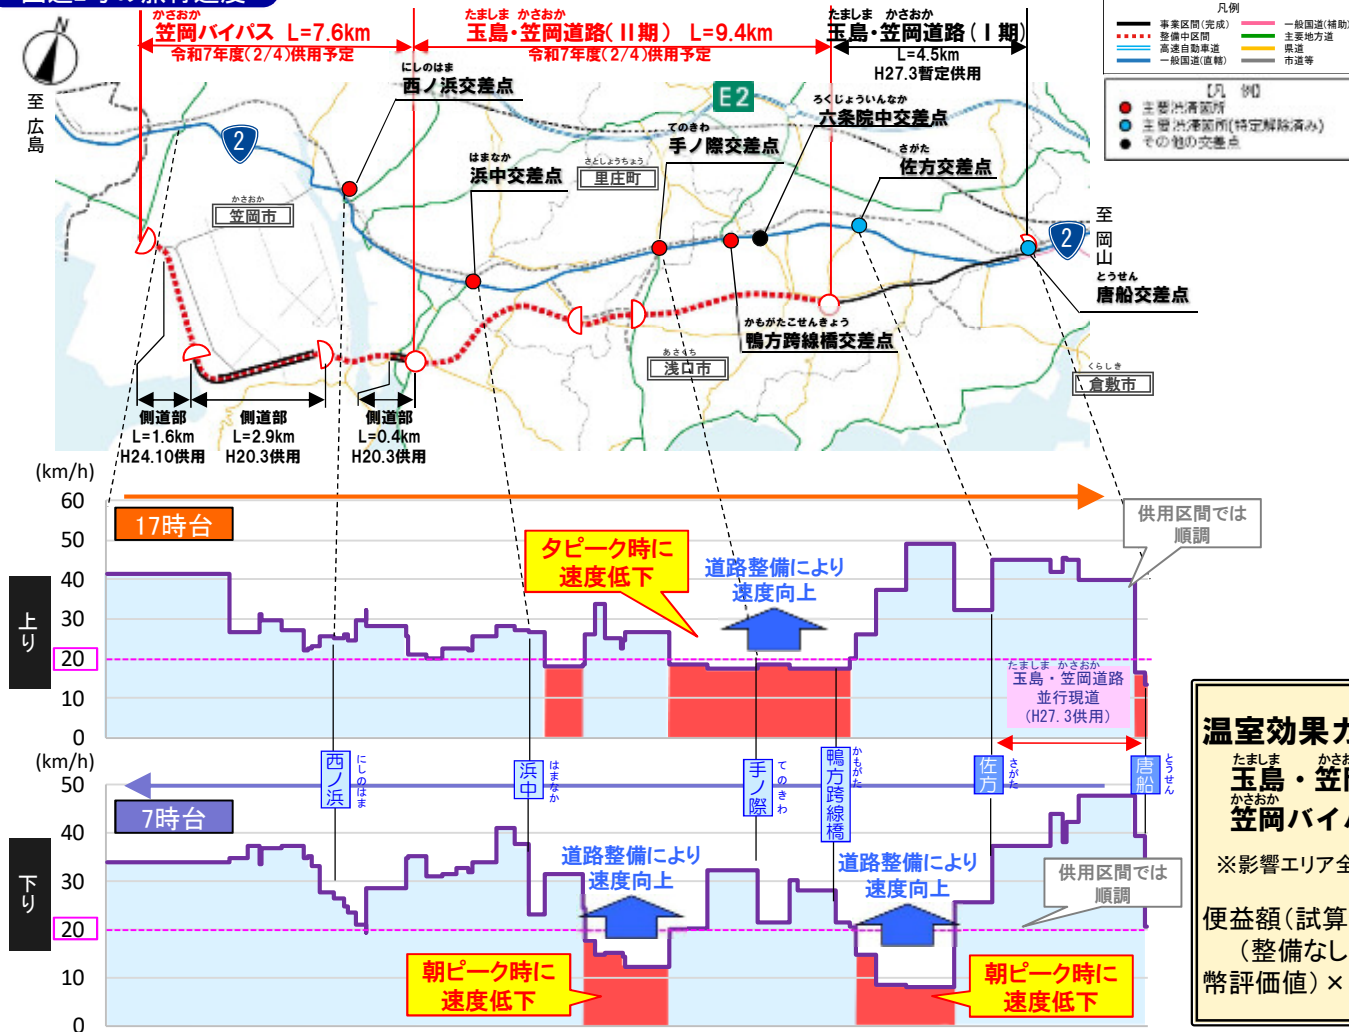 かさおか
笠岡バイパス L=7.6km
令和7年度(2/4)供用予定
たましま かさおか
玉島・笠岡道路(Ⅱ期) L=9.4km
令和7年度(2/4)供用予定
たましま かさおか
玉島・笠岡道路(Ⅰ期)
L=4.5km
H27.3暫定供用
凡例
事業区間(完成)
整備中区間
高速自動車道
一般国道(直轄)
一般国道(補助)
主要地方道
県道
市道等
【凡 例】
主要渋滞箇所
主要渋滞箇所(特定解除済み)
その他の交差点
至広島
2
にしのはま
西ノ浜交差点
はまなか
浜中交差点
さとしょうちょう
里庄町
てのきわ
手ノ際交差点
E2
ろくじょういんなか
六条院中交差点
さがた
佐方交差点
至岡山
2
とうせん
唐船交差点
かさおか
笠岡市
かもがたこせんきょう
鴨方跨線橋交差点
あさくち
浅口市
くらしき
倉敷市
側道部
L=1.6km
H24.10供用
側道部
L=2.9km
H20.3供用
側道部
L=0.4km
H20.3供用
(km/h)
60
50
40
30
20
10
0
上り
17時台
夕ピーク時に
速度低下
道路整備により
速度向上
供用区間では
順調
たましま かさおか
玉島・笠岡道路
並行現道
(H27.3供用)
西ノ浜
にしのはま
浜中
はまなか
手ノ際
てのきわ
鴨方跨線橋
かもがた
佐方
さがた
唐船
とうせん
(km/h)
50
40
30
20
10
0
下り
7時台
道路整備により
速度向上
道路整備により
速度向上
供用区間では
順調
朝ピーク時に
速度低下
朝ピーク時に
速度低下
温室効果
たましま かさお
玉島・笠
かさおか
笠岡バイ
※影響エリア全
便益額(試算
(整備なし
幣評価値)×